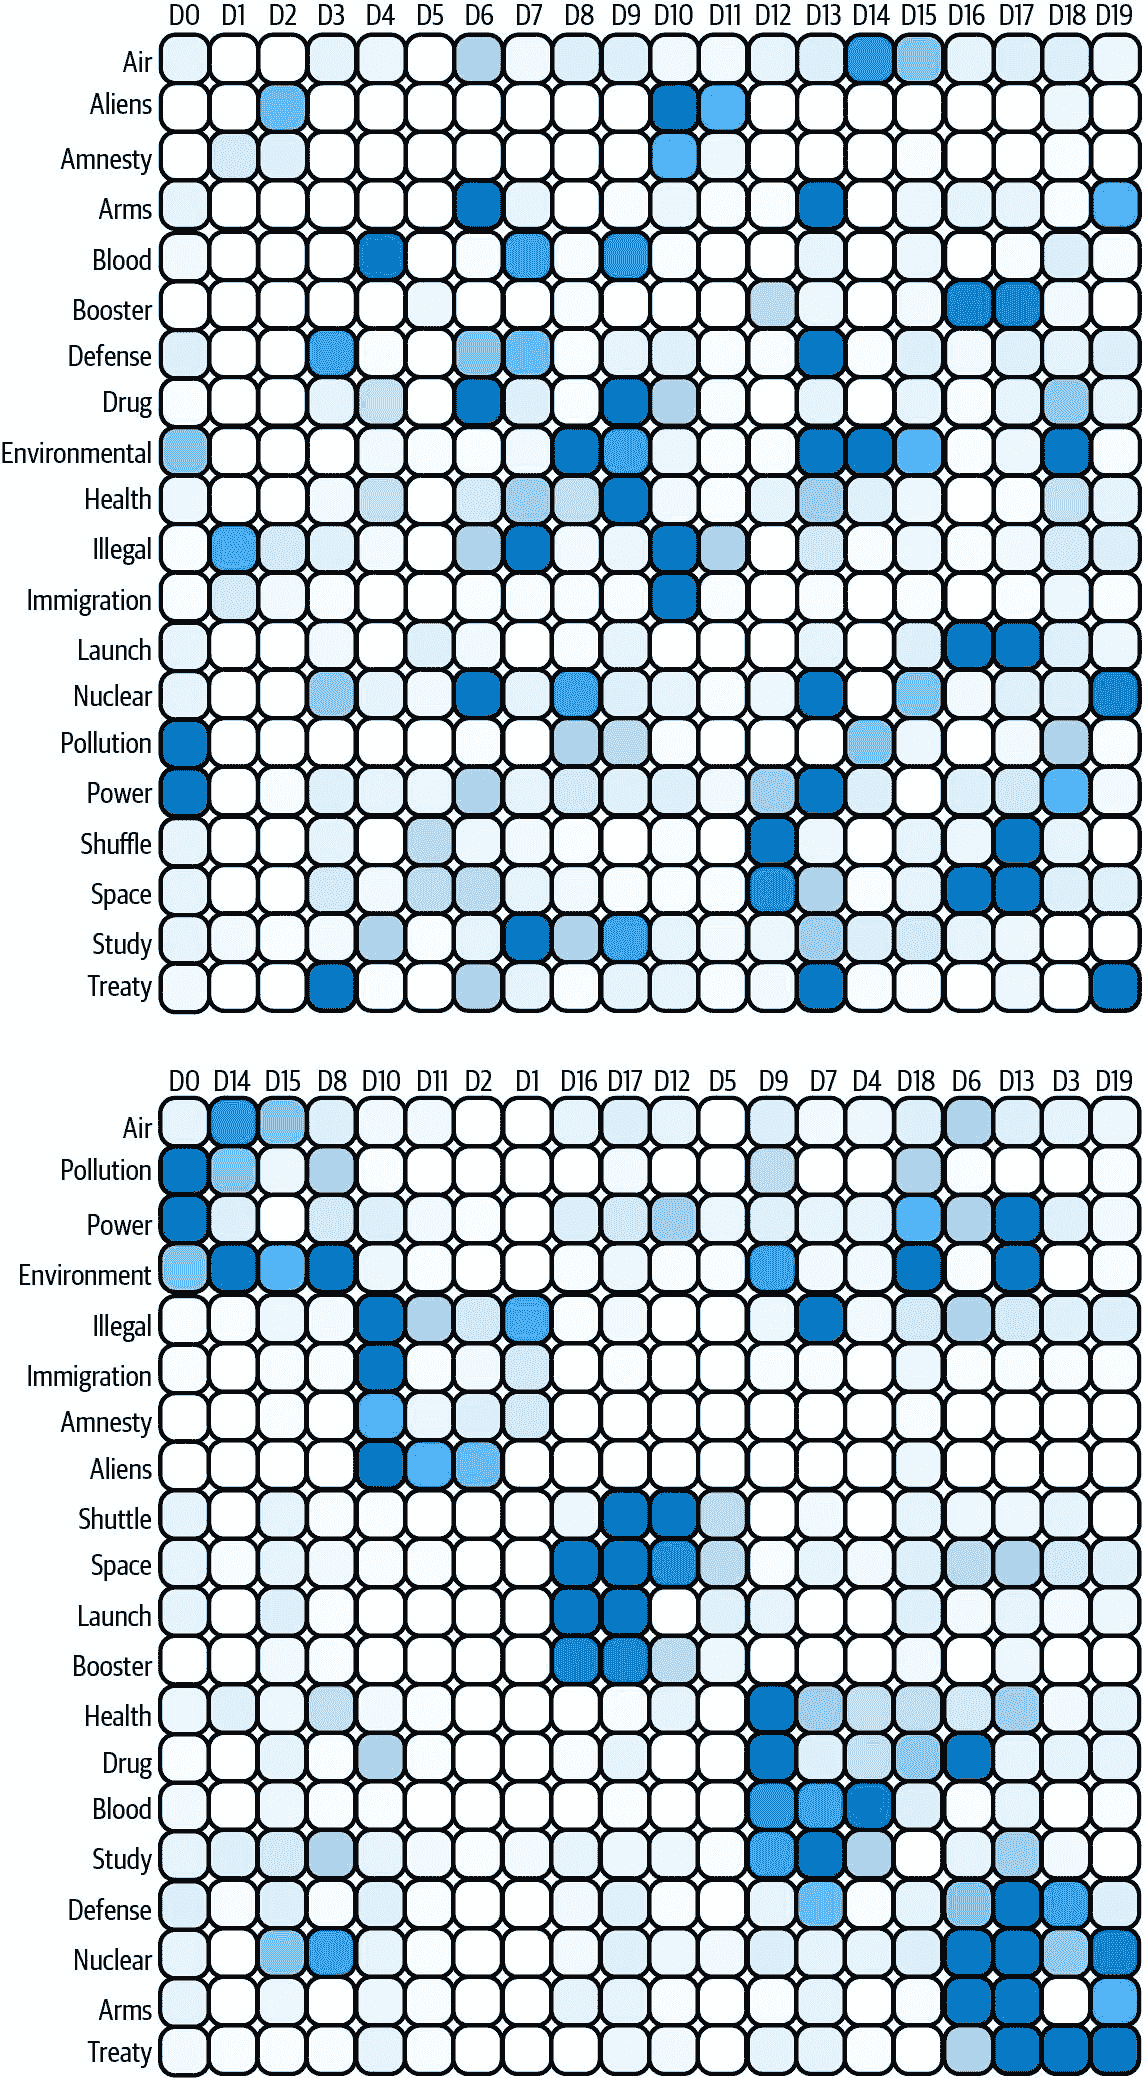 D0 D1 D2 D3 D4 D5 D6 D7 D8 D9 D10 D11 D12 D13 D14 D15 D16 D17 D18 D19
Air
Aliens
Amnesty
Arms
Blood
Booster
Defense
Drug
Environmental
Health
Illegal
Immigration
Launch
Nuclear
Pollution
Power
Shuffle
Space
Study
Treaty
D0 D14 D15 D8 D10 D11 D2 D1 D16 D17 D12 D5 D9 D7 D4 D18 D6 D13 D3 D19
Air
Pollution
Power
Environment
Illegal
Immigration
Amnesty
Aliens
Shuttle
Space
Launch
Booster
Health
Drug
Blood
Study
Defense
Nuclear
Arms
Treaty